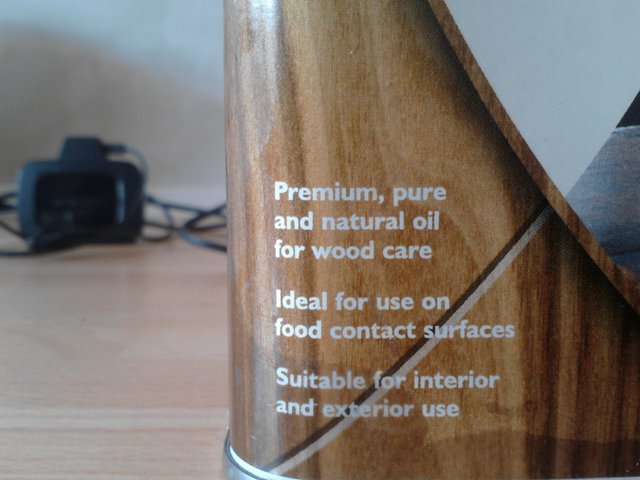 Premium, pure
and natural oil
for wood care
Ideal for use on
food contact surfaces
Suitable for interior
and exterior use